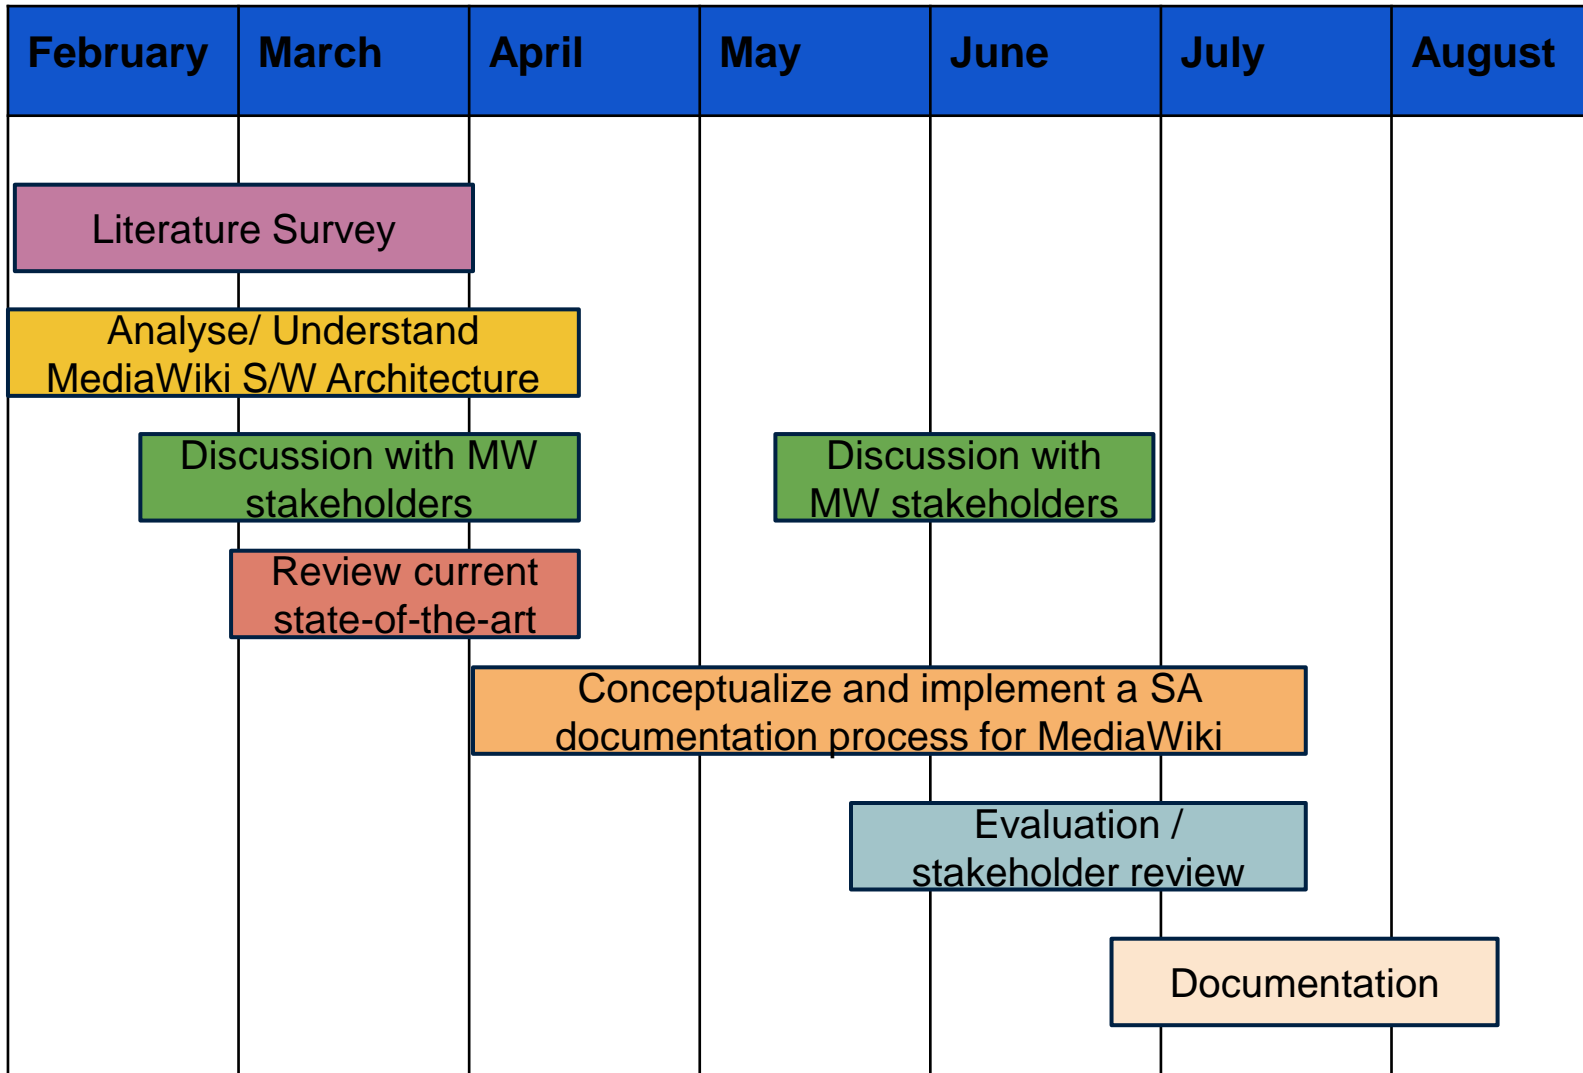 February March April May June July August
Literature Survey
Analyse/ Understand
MediaWiki S/W Architecture
Discussion with MW
stakeholders
Discussion with
MW stakeholders
Review current
state-of-the-art
Conceptualize and implement a SA
documentation process for MediaWiki
Evaluation /
stakeholder review
Documentation